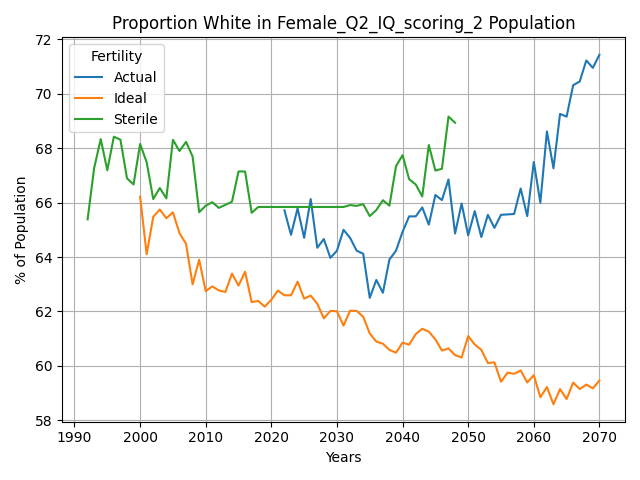 Proportion White in Female_Q2_IQ_scoring_2 Population
Fertility
Actual
Ideal
Sterile
% of Population
72
70
68
66
64
62
60
58
1990
2000
2010
2020
2030
2040
2050
2060
2070
Years